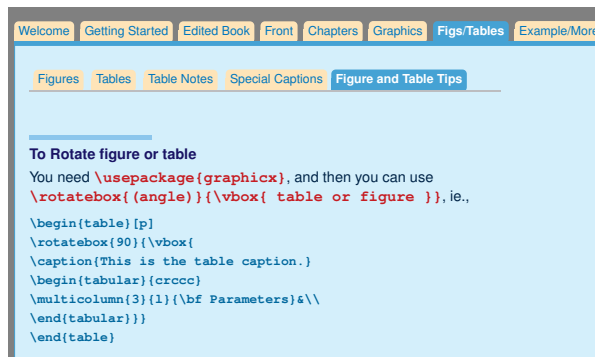 Welcome Getting Started Edited Book Front Chapters Graphics Figs/Tables Example/More
Figures Tables Table Notes Special Captions Figure and Table Tips
To Rotate figure or table
You need \usepackage{graphicx}, and then you can use
\rotatebox{(angle)}{\vbox{ table or figure }}, ie.,
\begin{table}[p]
\rotatebox{90}{\vbox{
\caption{This is the table caption.}
\begin{tabular}{crccc}
\multicolumn{3}{l}{\bf Parameters}&\\
\end{tabular}}}
\end{table}